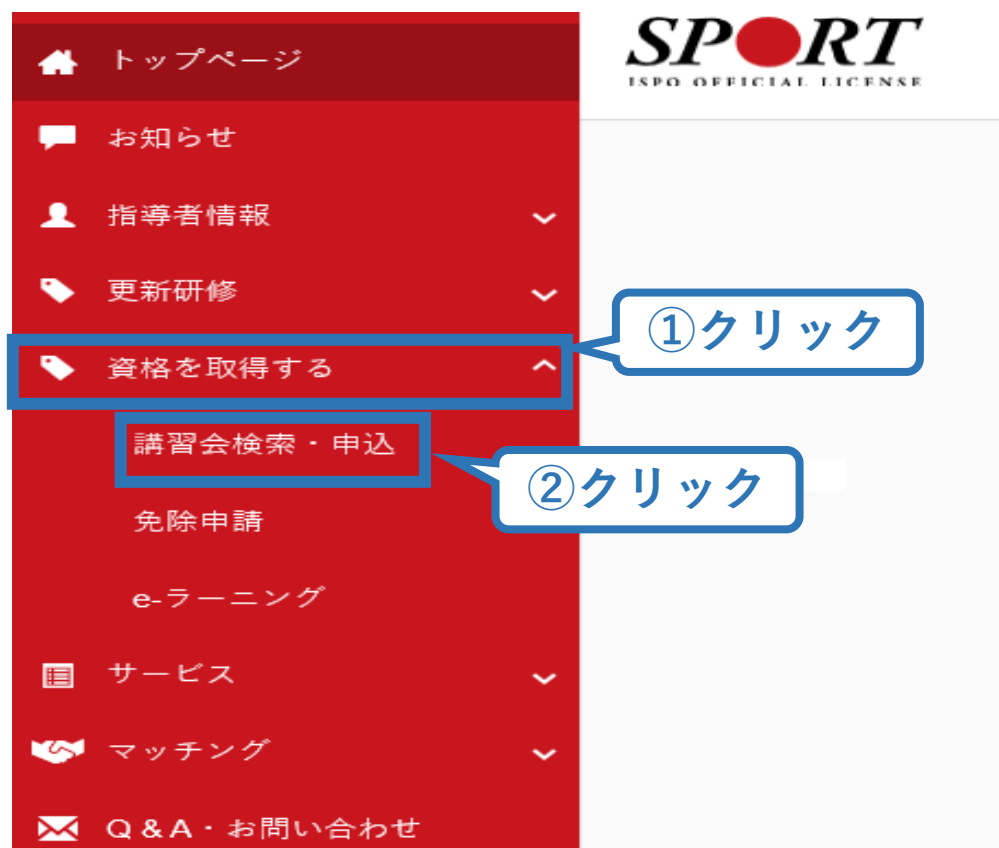 トップページ
SPORT
ISPO OFFICIAL LICENSE
お知らせ
指導者情報
更新研修
①クリック
資格を取得する
講習会検索・申込
②クリック
免除申請
e-ラーニング
サービス
マッチング
Q&A・お問い合わせ